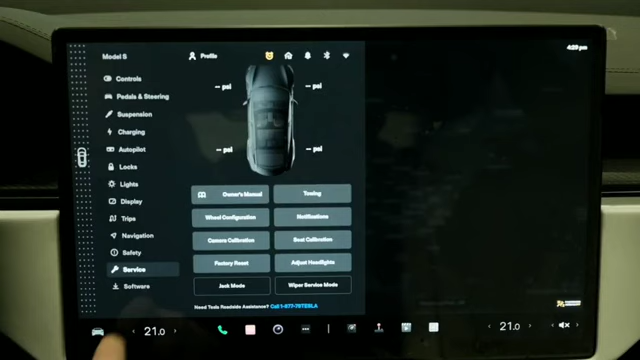 Model S
Profile
4:29 pm
Controls
Pedals & Steering
Suspension
Charging
Autopilot
Locks
Lights
Display
Trips
Navigation
Safety
Service
Software
-- psi
-- psi
-- psi
-- psi
Owner's Manual
Towing
Wheel Configuration
Notifications
Camera Calibration
Boat Calibration
Factory Reset
Adjust Headlights
Jack Mode
Wiper Service Mode
Need Tesla Roadside Assistance? Call 1-877-79TESLA
21.0
21.0